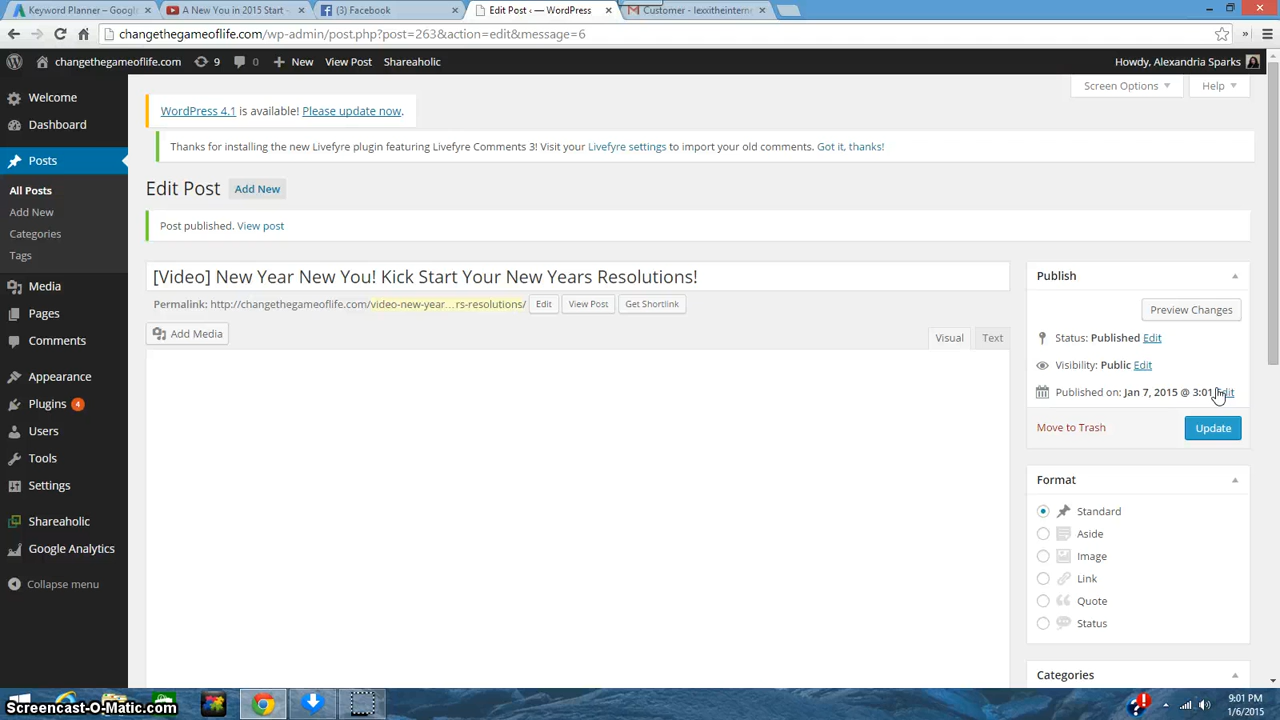 Keyword Planner – Googl
A New You in 2015 Start -
(3) Facebook
Edit Post ‹ — WordPress
Customer - lexxitheintern
changethegameoflife.com/wp-admin/post.php?post=263&action=edit&message=6
changethegameoflife.com
9
0
New
View Post
Shareaholic
Howdy, Alexandria Sparks
Screen Options
Help
Welcome
Dashboard
Posts
All Posts
Add New
Categories
Tags
Media
Pages
Comments
Appearance
Plugins 4
Users
Tools
Settings
Shareaholic
Google Analytics
Collapse menu
WordPress 4.1 is available! Please update now.
Thanks for installing the new Livefyre plugin featuring Livefyre Comments 3! Visit your Livefyre settings to import your old comments. Got it, thanks!
Edit Post Add New
Post published. View post
[Video] New Year New You! Kick Start Your New Years Resolutions!
Permalink: http://changethegameoflife.com/video-new-year…rs-resolutions/ Edit View Post Get Shortlink
Add Media
Visual Text
Publish
Preview Changes
Status: Published Edit
Visibility: Public Edit
Published on: Jan 7, 2015 @ 3:01 Edit
Move to Trash
Update
Format
Standard
Aside
Image
Link
Quote
Status
Categories
Screencast-O-Matic.com
9:01 PM
1/6/2015